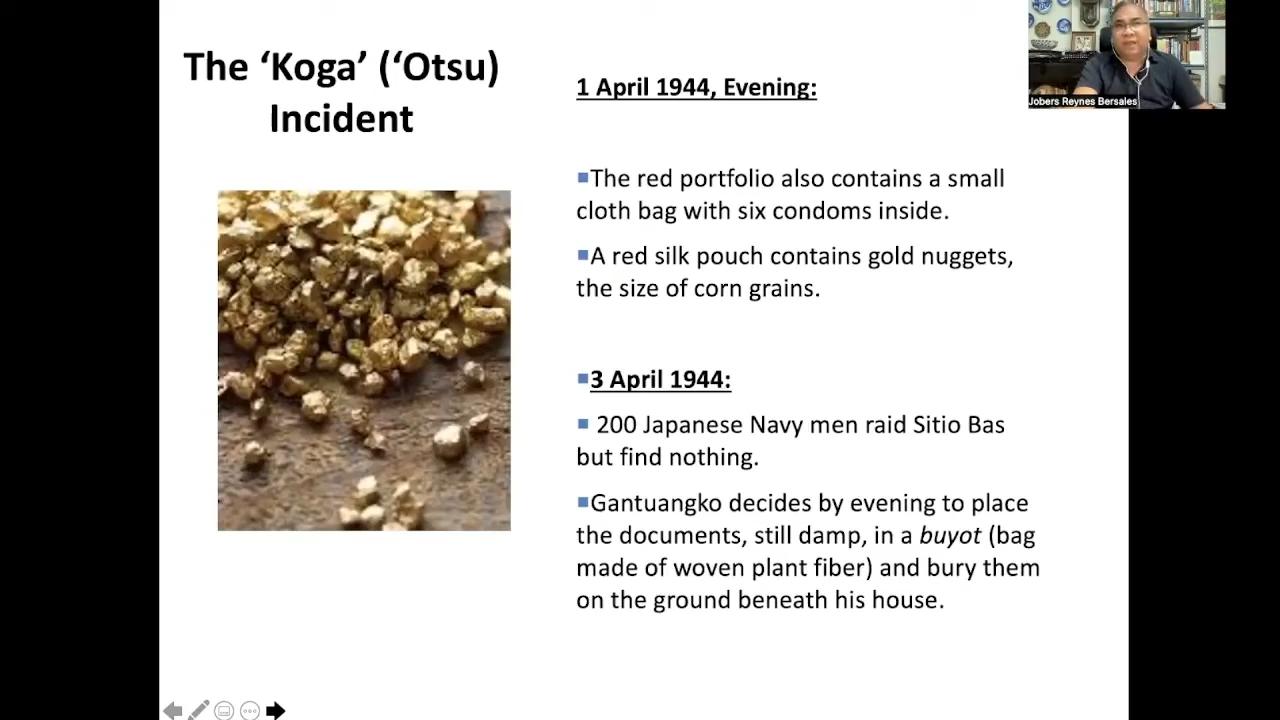 The ‘Koga’ (‘Otsu)
Incident
1 April 1944, Evening:
The red portfolio also contains a small
cloth bag with six condoms inside.
A red silk pouch contains gold nuggets,
the size of corn grains.
3 April 1944:
200 Japanese Navy men raid Sitio Bas
but find nothing.
Gantuangko decides by evening to place
the documents, still damp, in a buyot (bag
made of woven plant fiber) and bury them
on the ground beneath his house.
Jobers Reynes Bersales